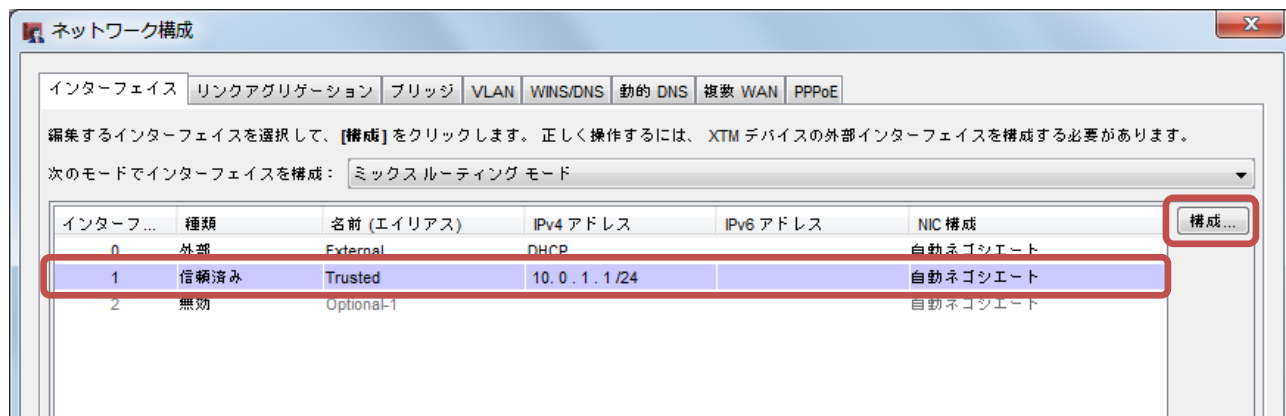 ネットワーク構成
インターフェイス リンクアグリゲーション ブリッジ VLAN WINS/DNS 動的 DNS 複数 WAN PPPoE
編集するインターフェイスを選択して、[構成] をクリックします。 正しく操作するには、 XTM デバイスの外部インターフェイスを構成する必要があります。
次のモードでインターフェイスを構成： ミックス ルーティング モード
インターフ... 種類 名前 (エイリアス) IPv4 アドレス IPv6 アドレス NIC 構成 構成...
0 外部 External DHCP 自動ネゴシエート
1 信頼済み Trusted 10. 0 . 1 . 1 /24 自動ネゴシエート
2 無効 Optional-1 自動ネゴシエート